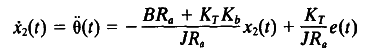 ẋ₂(t) = θ̈(t) = − (BRₐ + K_T K_b)/(JRₐ) x₂(t) + K_T/(JRₐ) e(t)